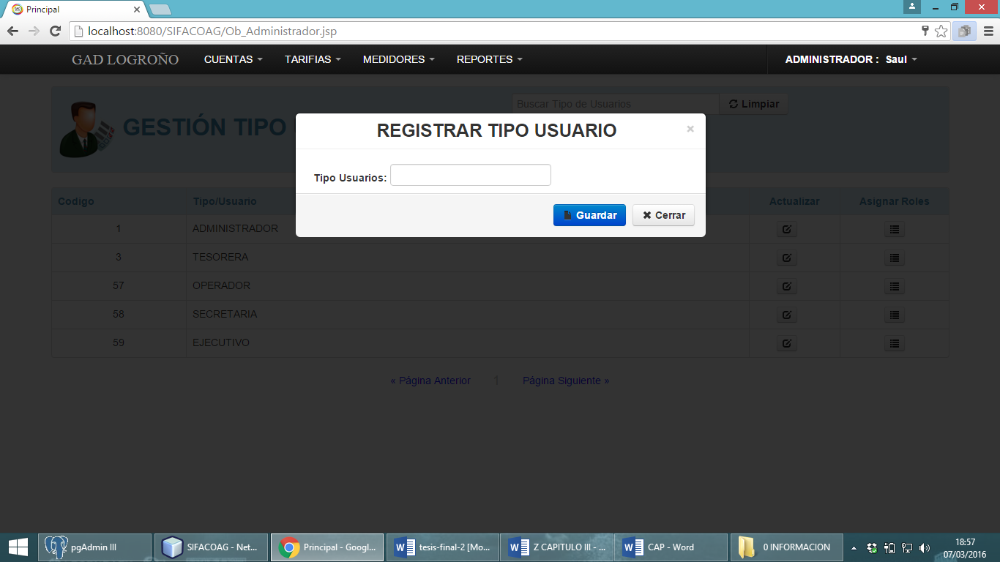 Principal
localhost:8080/SIFACOAG/Ob_Administrador.jsp
GAD LOGROÑO CUENTAS TARIFIAS MEDIDORES REPORTES ADMINISTRADOR : Saul
Buscar Tipo de Usuarios Limpiar
GESTIÓN TIPO
REGISTRAR TIPO USUARIO ×
Tipo Usuarios:
Guardar Cerrar
Codigo Tipo/Usuario Actualizar Asignar Roles
1 ADMINISTRADOR
3 TESORERA
57 OPERADOR
58 SECRETARIA
59 EJECUTIVO
« Página Anterior 1 Página Siguiente »
pgAdmin III SIFACOAG - Net... Principal - Googl... tesis-final-2 [Mo... Z CAPITULO III - ... CAP - Word 0 INFORMACION 18:57
07/03/2016